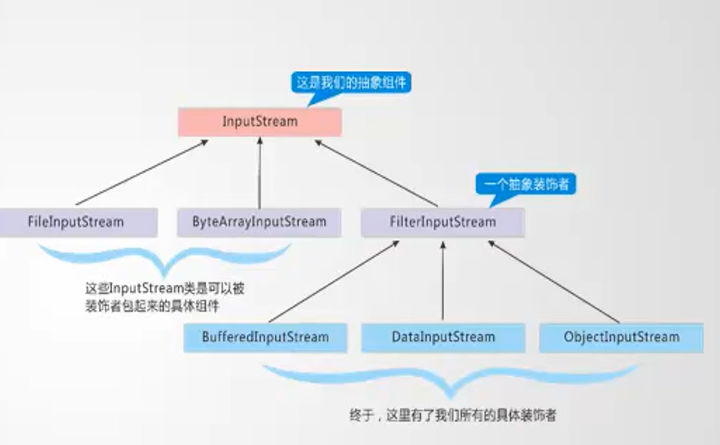 这是我们的抽象组件
InputStream
一个抽象装饰者
FileInputStream
ByteArrayInputStream
FilterInputStream
这些InputStream类是可以被
装饰者包起来的具体组件
BufferedInputStream
DataInputStream
ObjectInputStream
终于，这里有了我们所有的具体装饰者